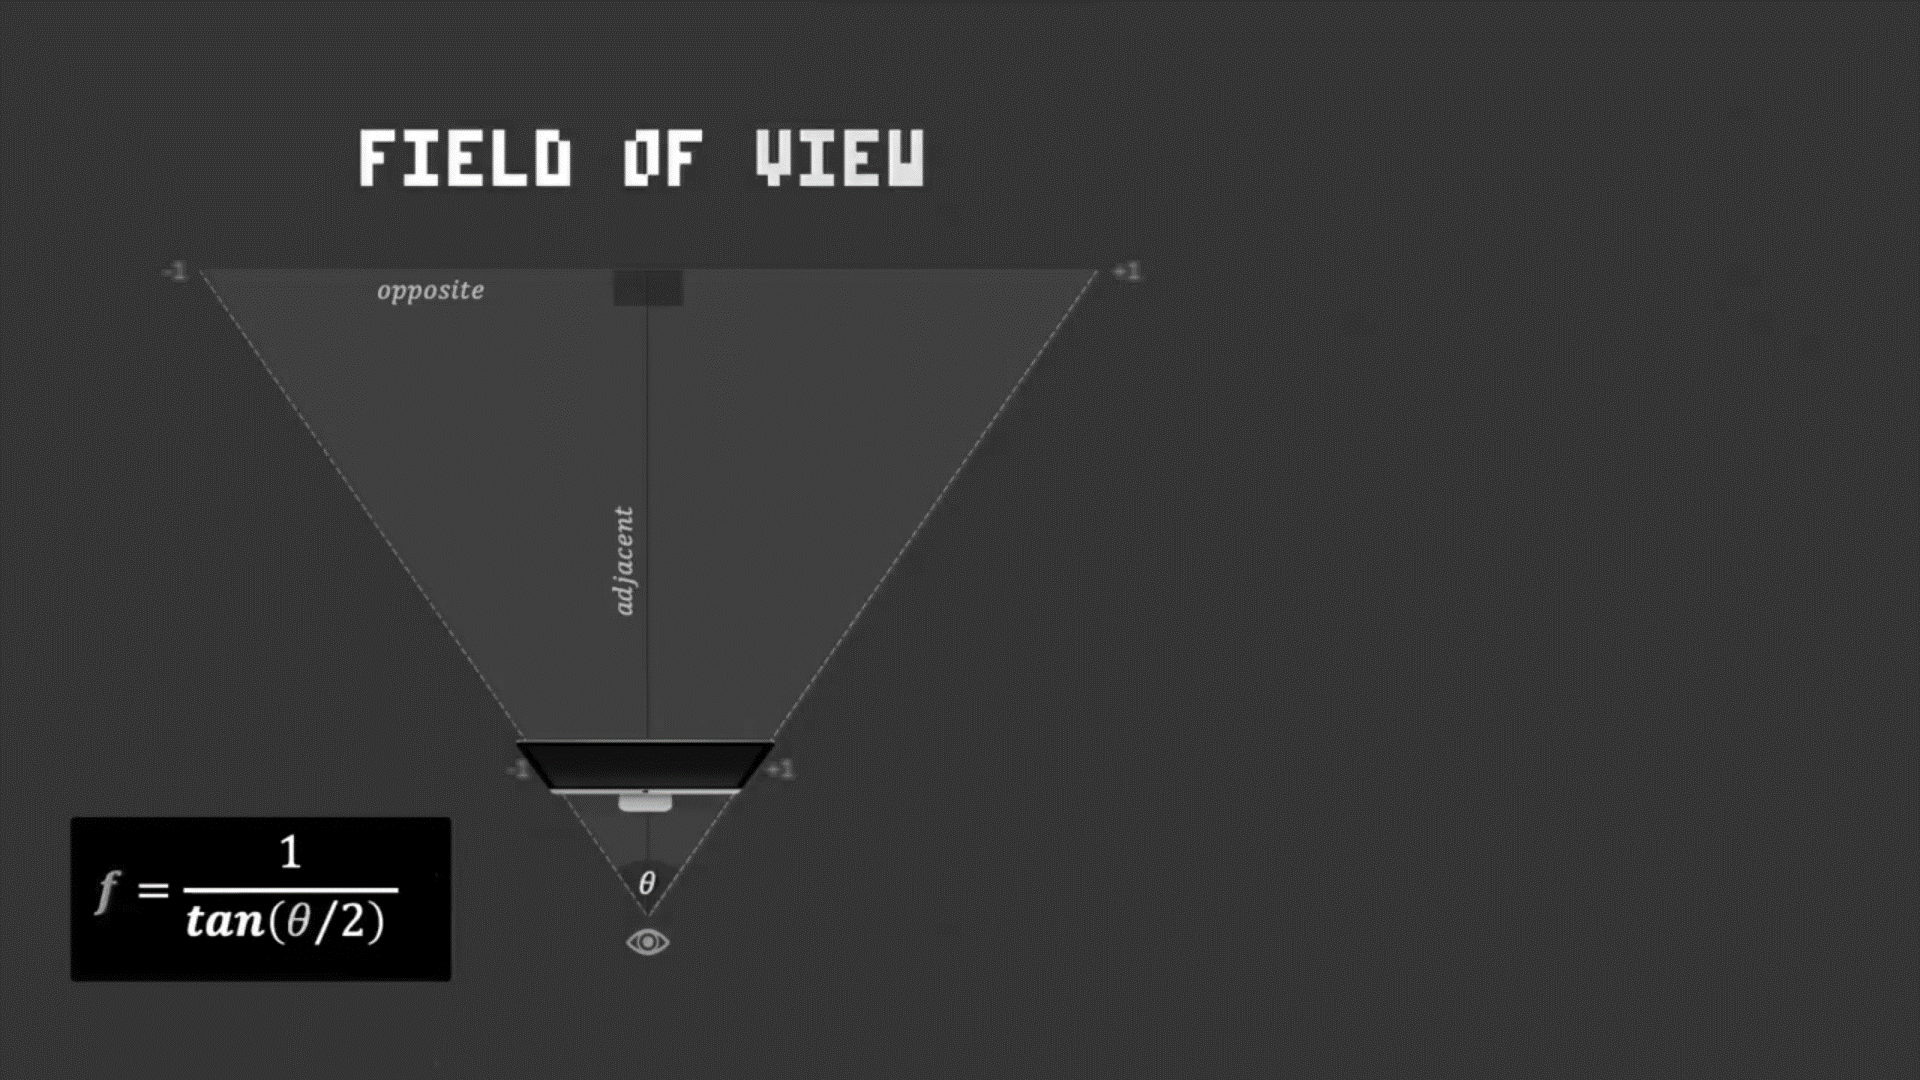 FIELD OF VIEW
-1
+1
opposite
adjacent
-1
+1
θ
f = 1 / tan(θ/2)